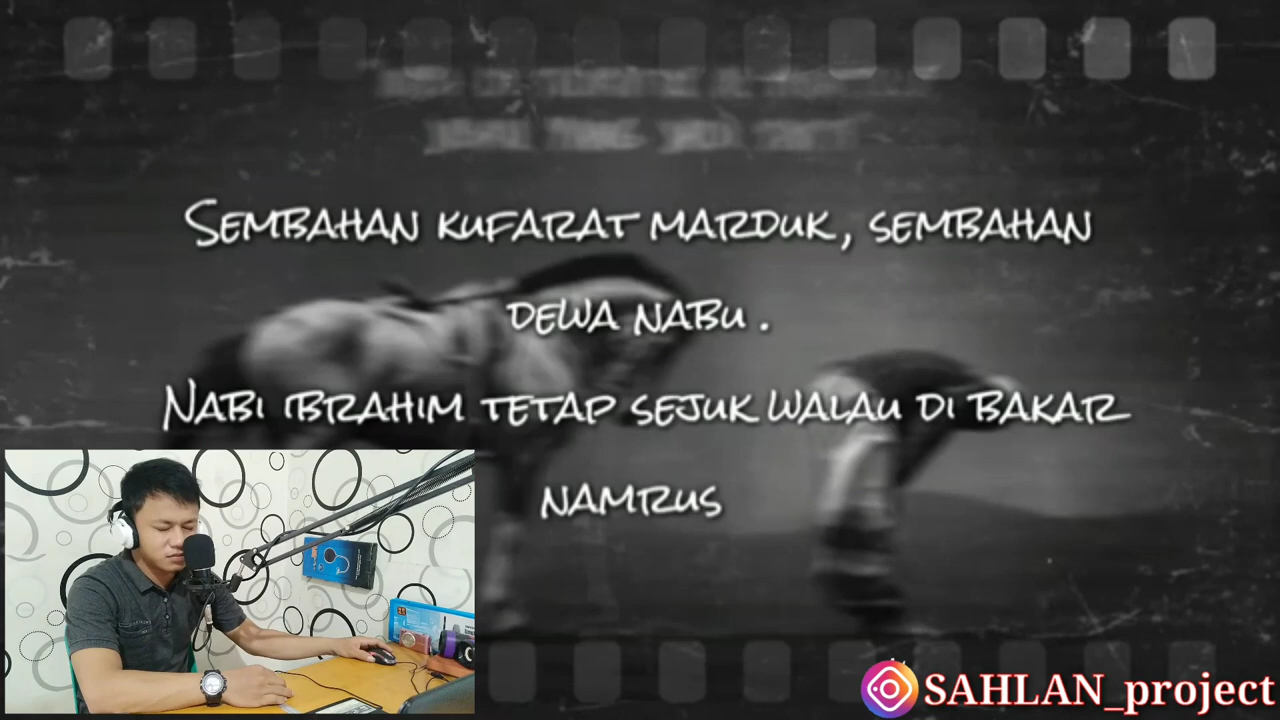 Sembahan kufarat marduk, sembahan
dewa nabu .
Nabi ibrahim tetap sejuk walau di bakar
namrus
SAHLAN_project